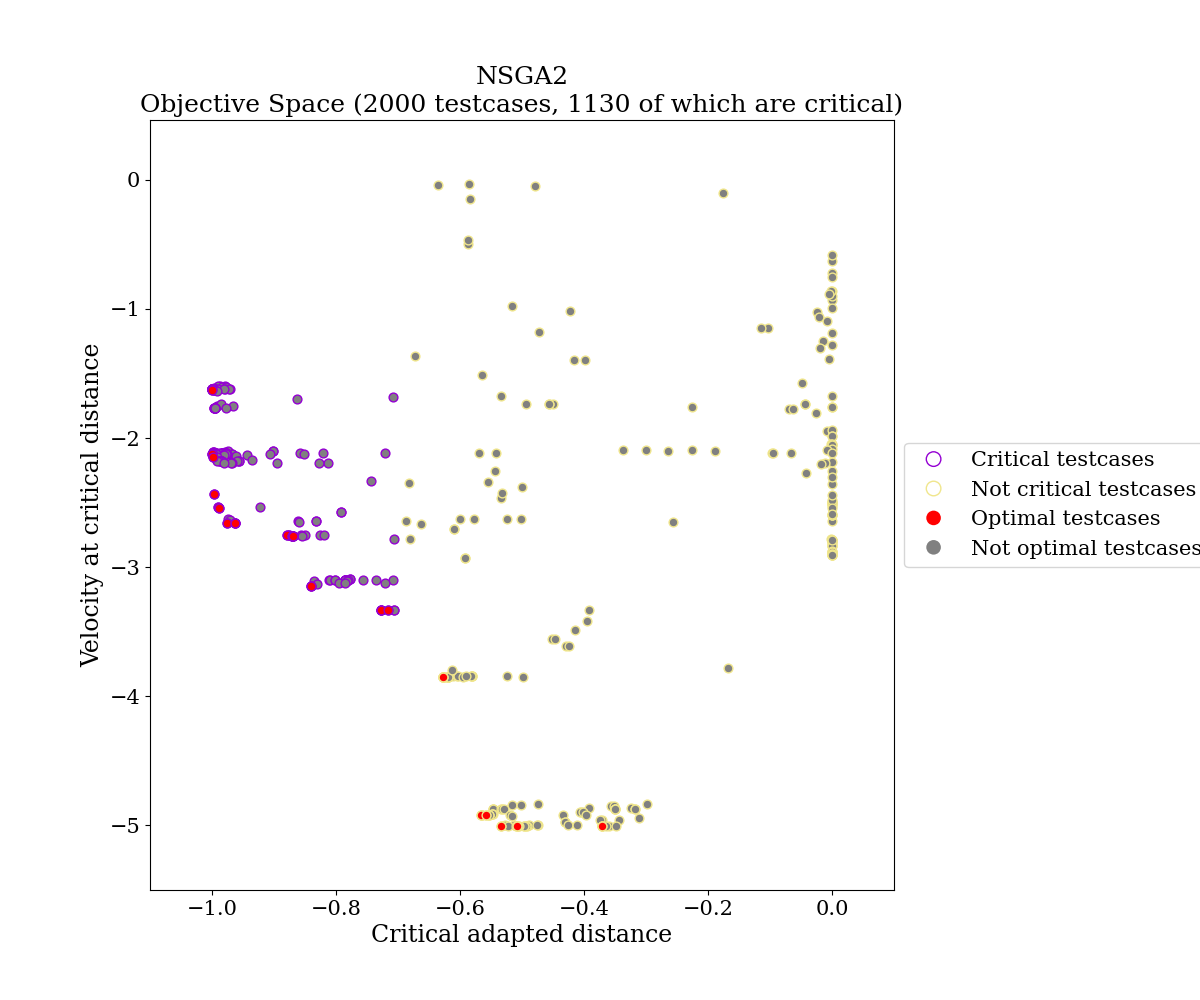 NSGA2
Objective Space (2000 testcases, 1130 of which are critical)
0
−1
−2
−3
−4
−5
Velocity at critical distance
−1.0
−0.8
−0.6
−0.4
−0.2
0.0
Critical adapted distance
Critical testcases
Not critical testcases
Optimal testcases
Not optimal testcases